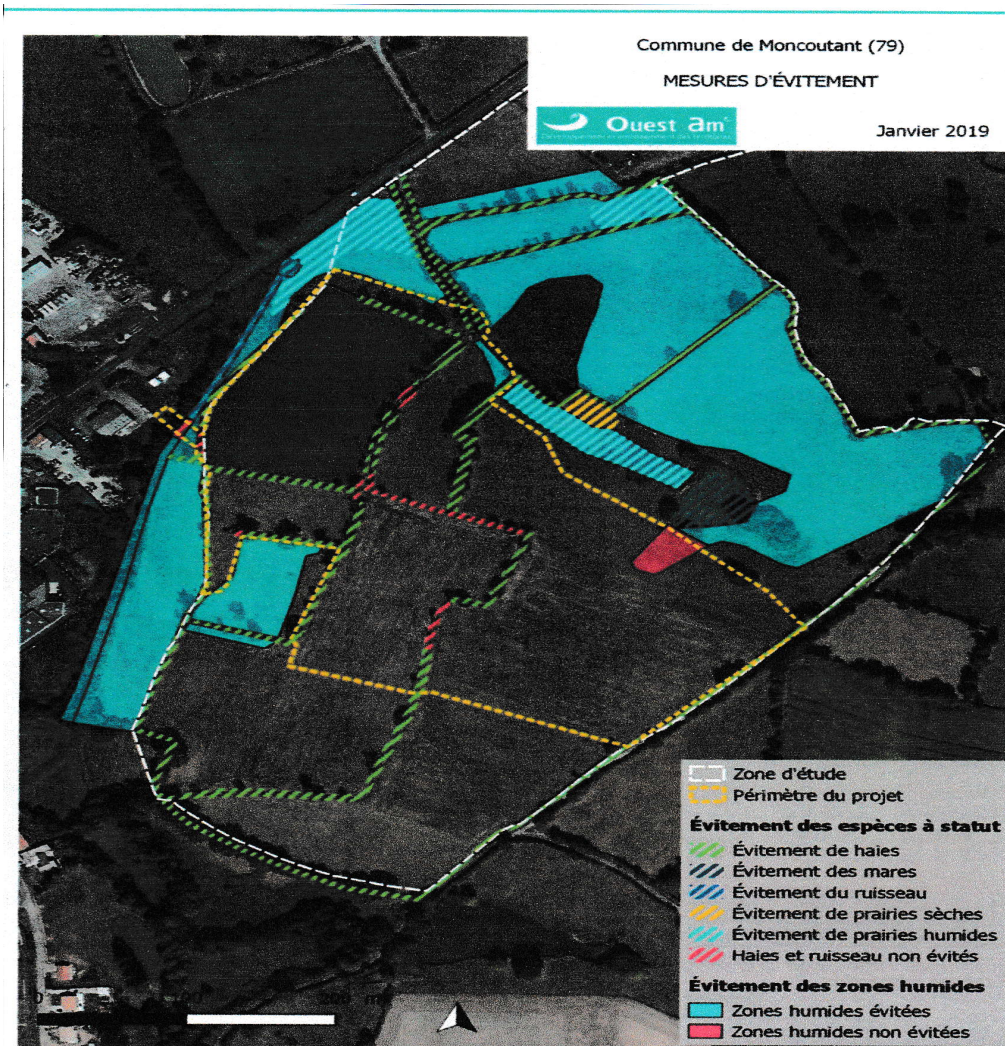 Commune de Moncoutant (79)
MESURES D'ÉVITEMENT
Ouest am'
Janvier 2019
Zone d'étude
Périmètre du projet
Évitement des espèces à statut
Évitement de haies
Évitement des mares
Évitement du ruisseau
Évitement de prairies sèches
Évitement de prairies humides
Haies et ruisseau non évités
Évitement des zones humides
Zones humides évitées
Zones humides non évitées
0 100 200 m